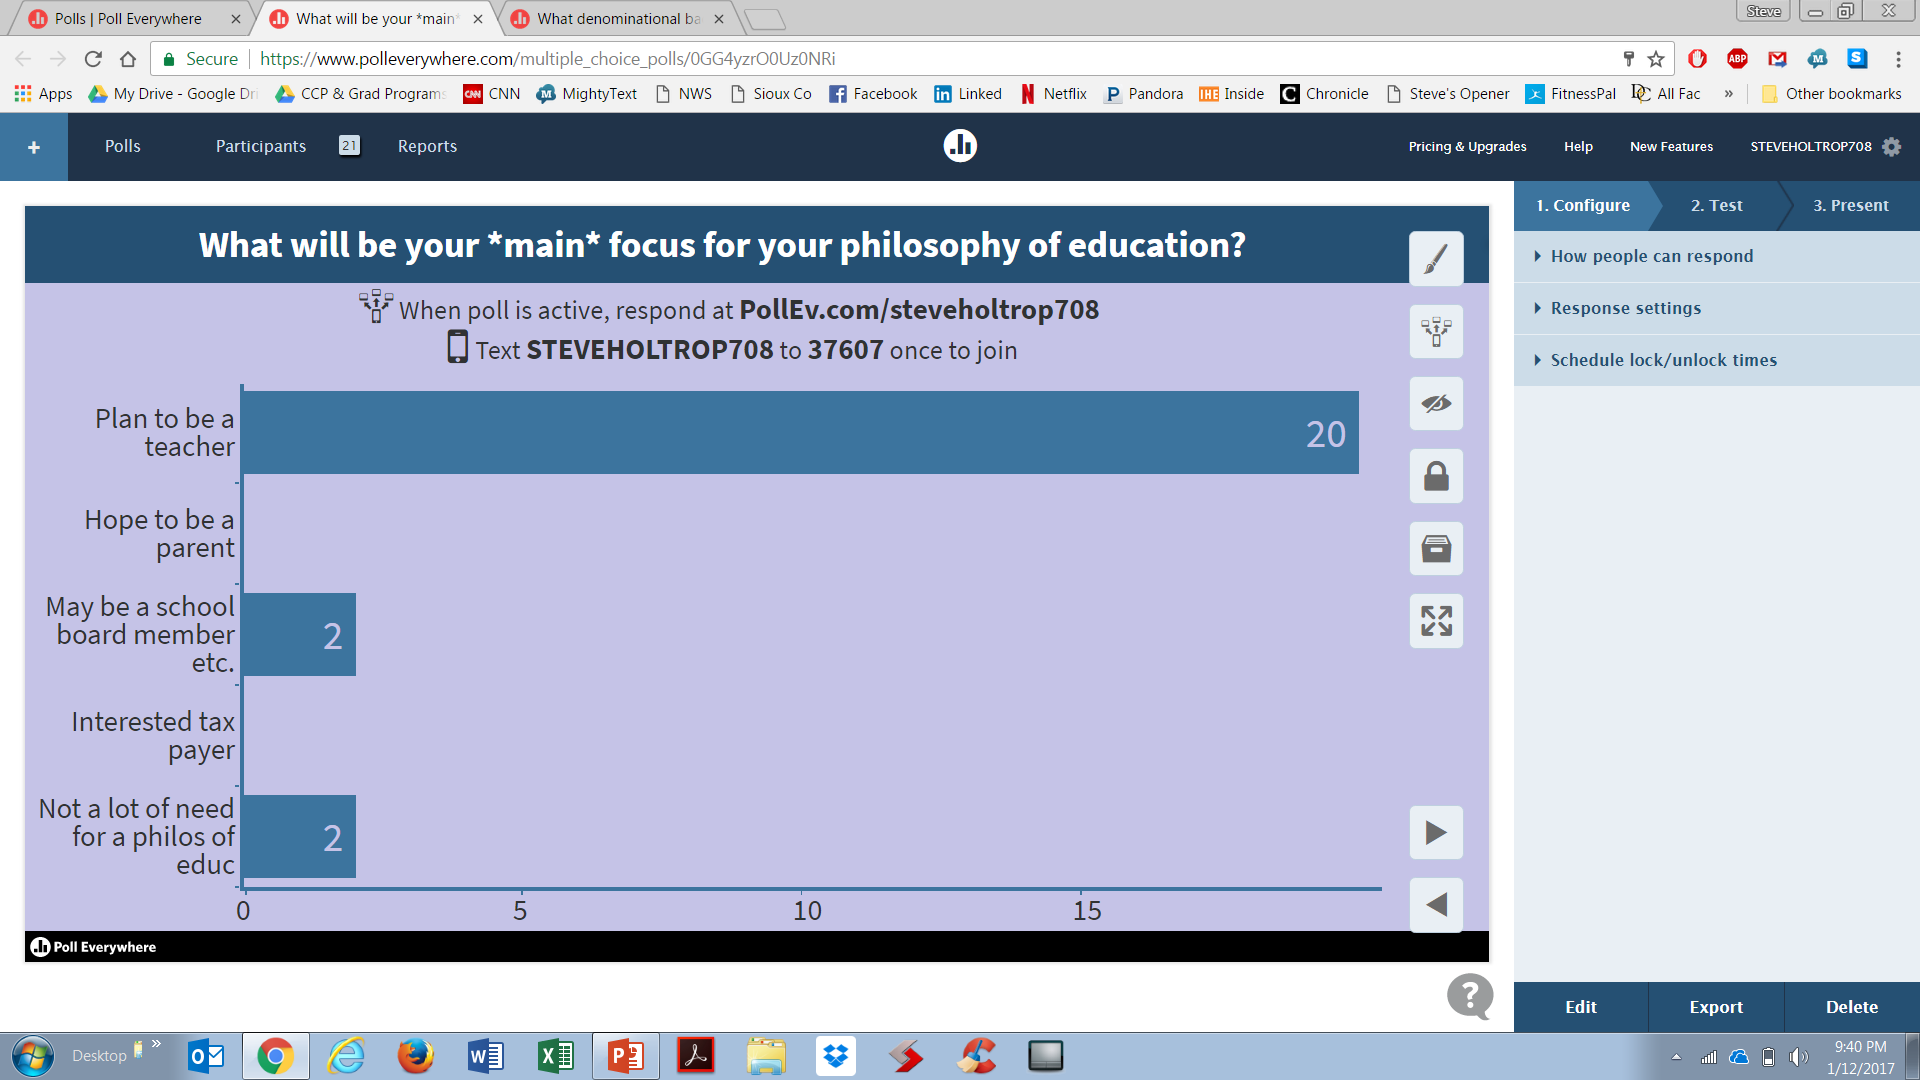 Polls | Poll Everywhere
What will be your *main*
What denominational ba
Steve
Secure
https://www.polleverywhere.com/multiple_choice_polls/0GG4yzrO0Uz0NRi
ABP
M
S
Apps
My Drive - Google Dri
CCP & Grad Programs
CNN CNN
MightyText
NWS
Sioux Co
Facebook
Linked
Netflix
Pandora
IHE Inside
Chronicle
Steve's Opener
FitnessPal
DC All Fac
»
Other bookmarks
+
Polls
Participants
21
Reports
Pricing & Upgrades
Help
New Features
STEVEHOLTROP708
1. Configure
2. Test
3. Present
How people can respond
Response settings
Schedule lock/unlock times
What will be your *main* focus for your philosophy of education?
When poll is active, respond at PollEv.com/steveholtrop708
Text STEVEHOLTROP708 to 37607 once to join
Plan to be a
teacher
20
Hope to be a
parent
May be a school
board member
etc.
2
Interested tax
payer
Not a lot of need
for a philos of
educ
2
0
5
10
15
Poll Everywhere
?
Edit
Export
Delete
Desktop
»
9:40 PM
1/12/2017